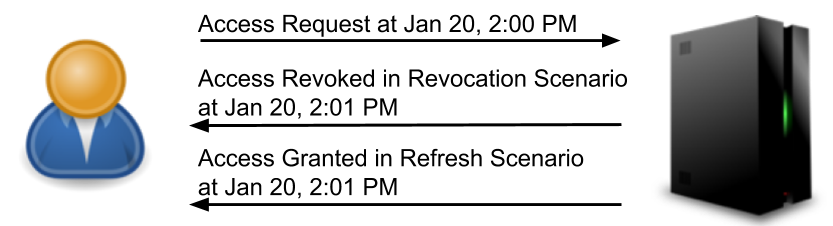 Access Request at Jan 20, 2:00 PM
Access Revoked in Revocation Scenario
at Jan 20, 2:01 PM
Access Granted in Refresh Scenario
at Jan 20, 2:01 PM